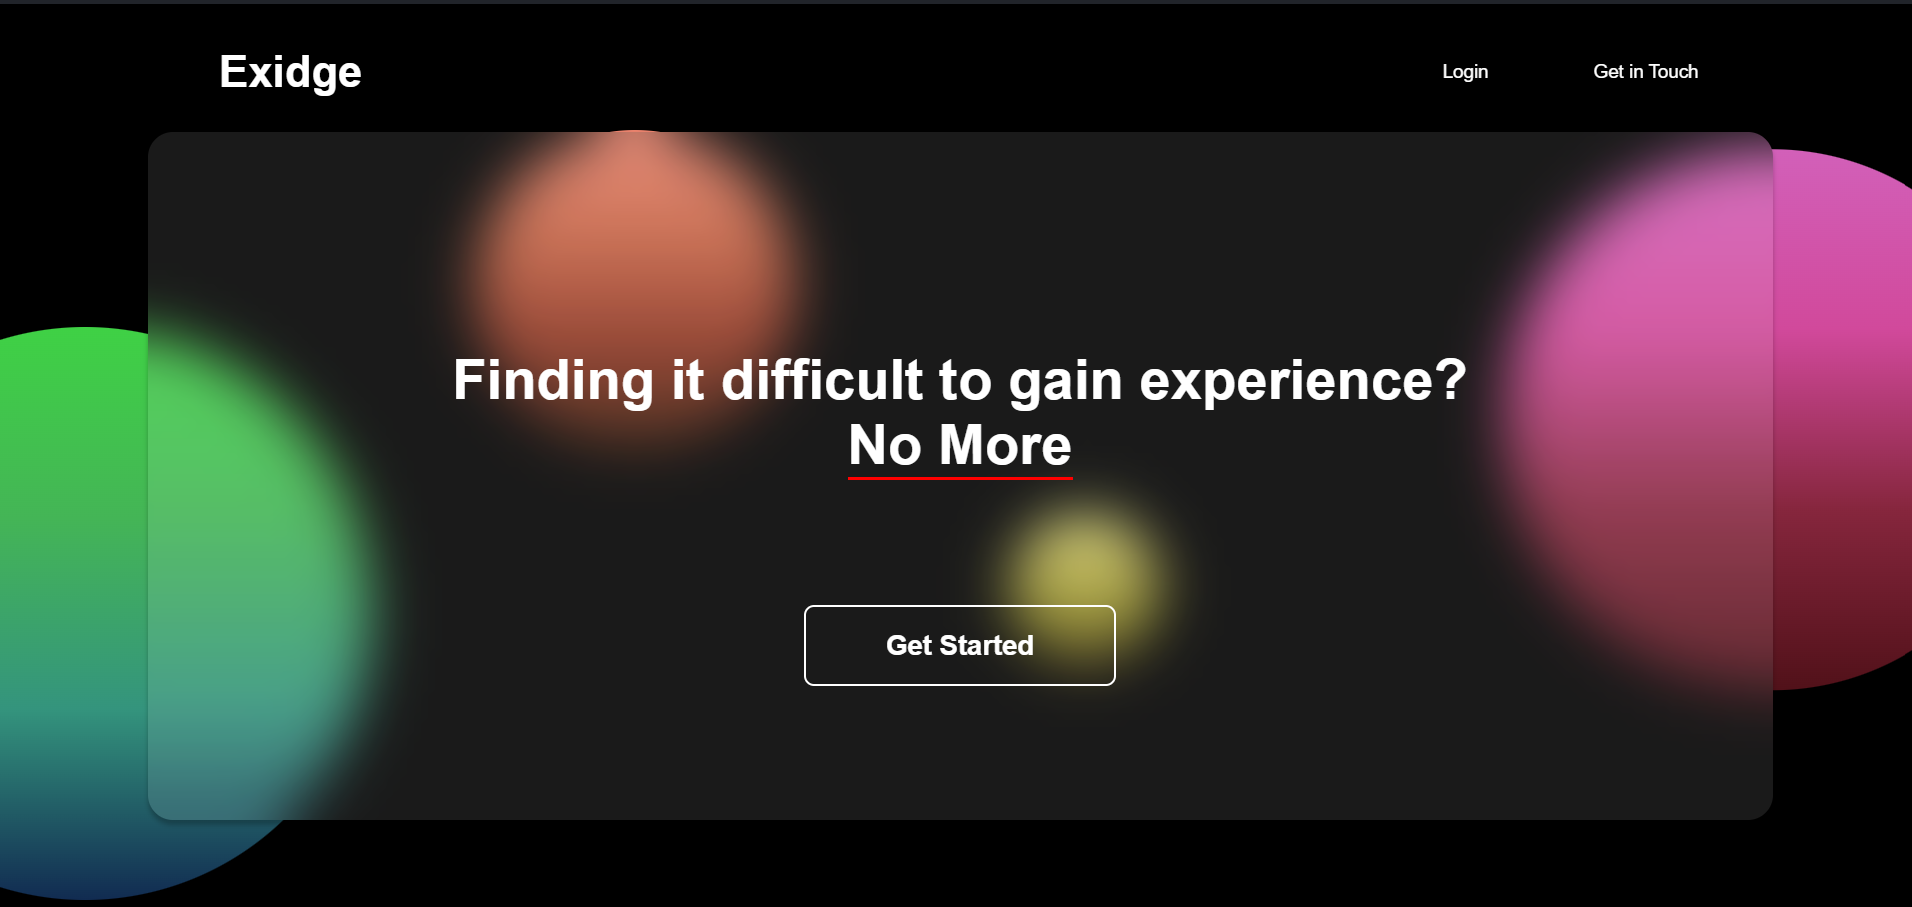 Exidge
Login
Get in Touch
Finding it difficult to gain experience?
No More
Get Started